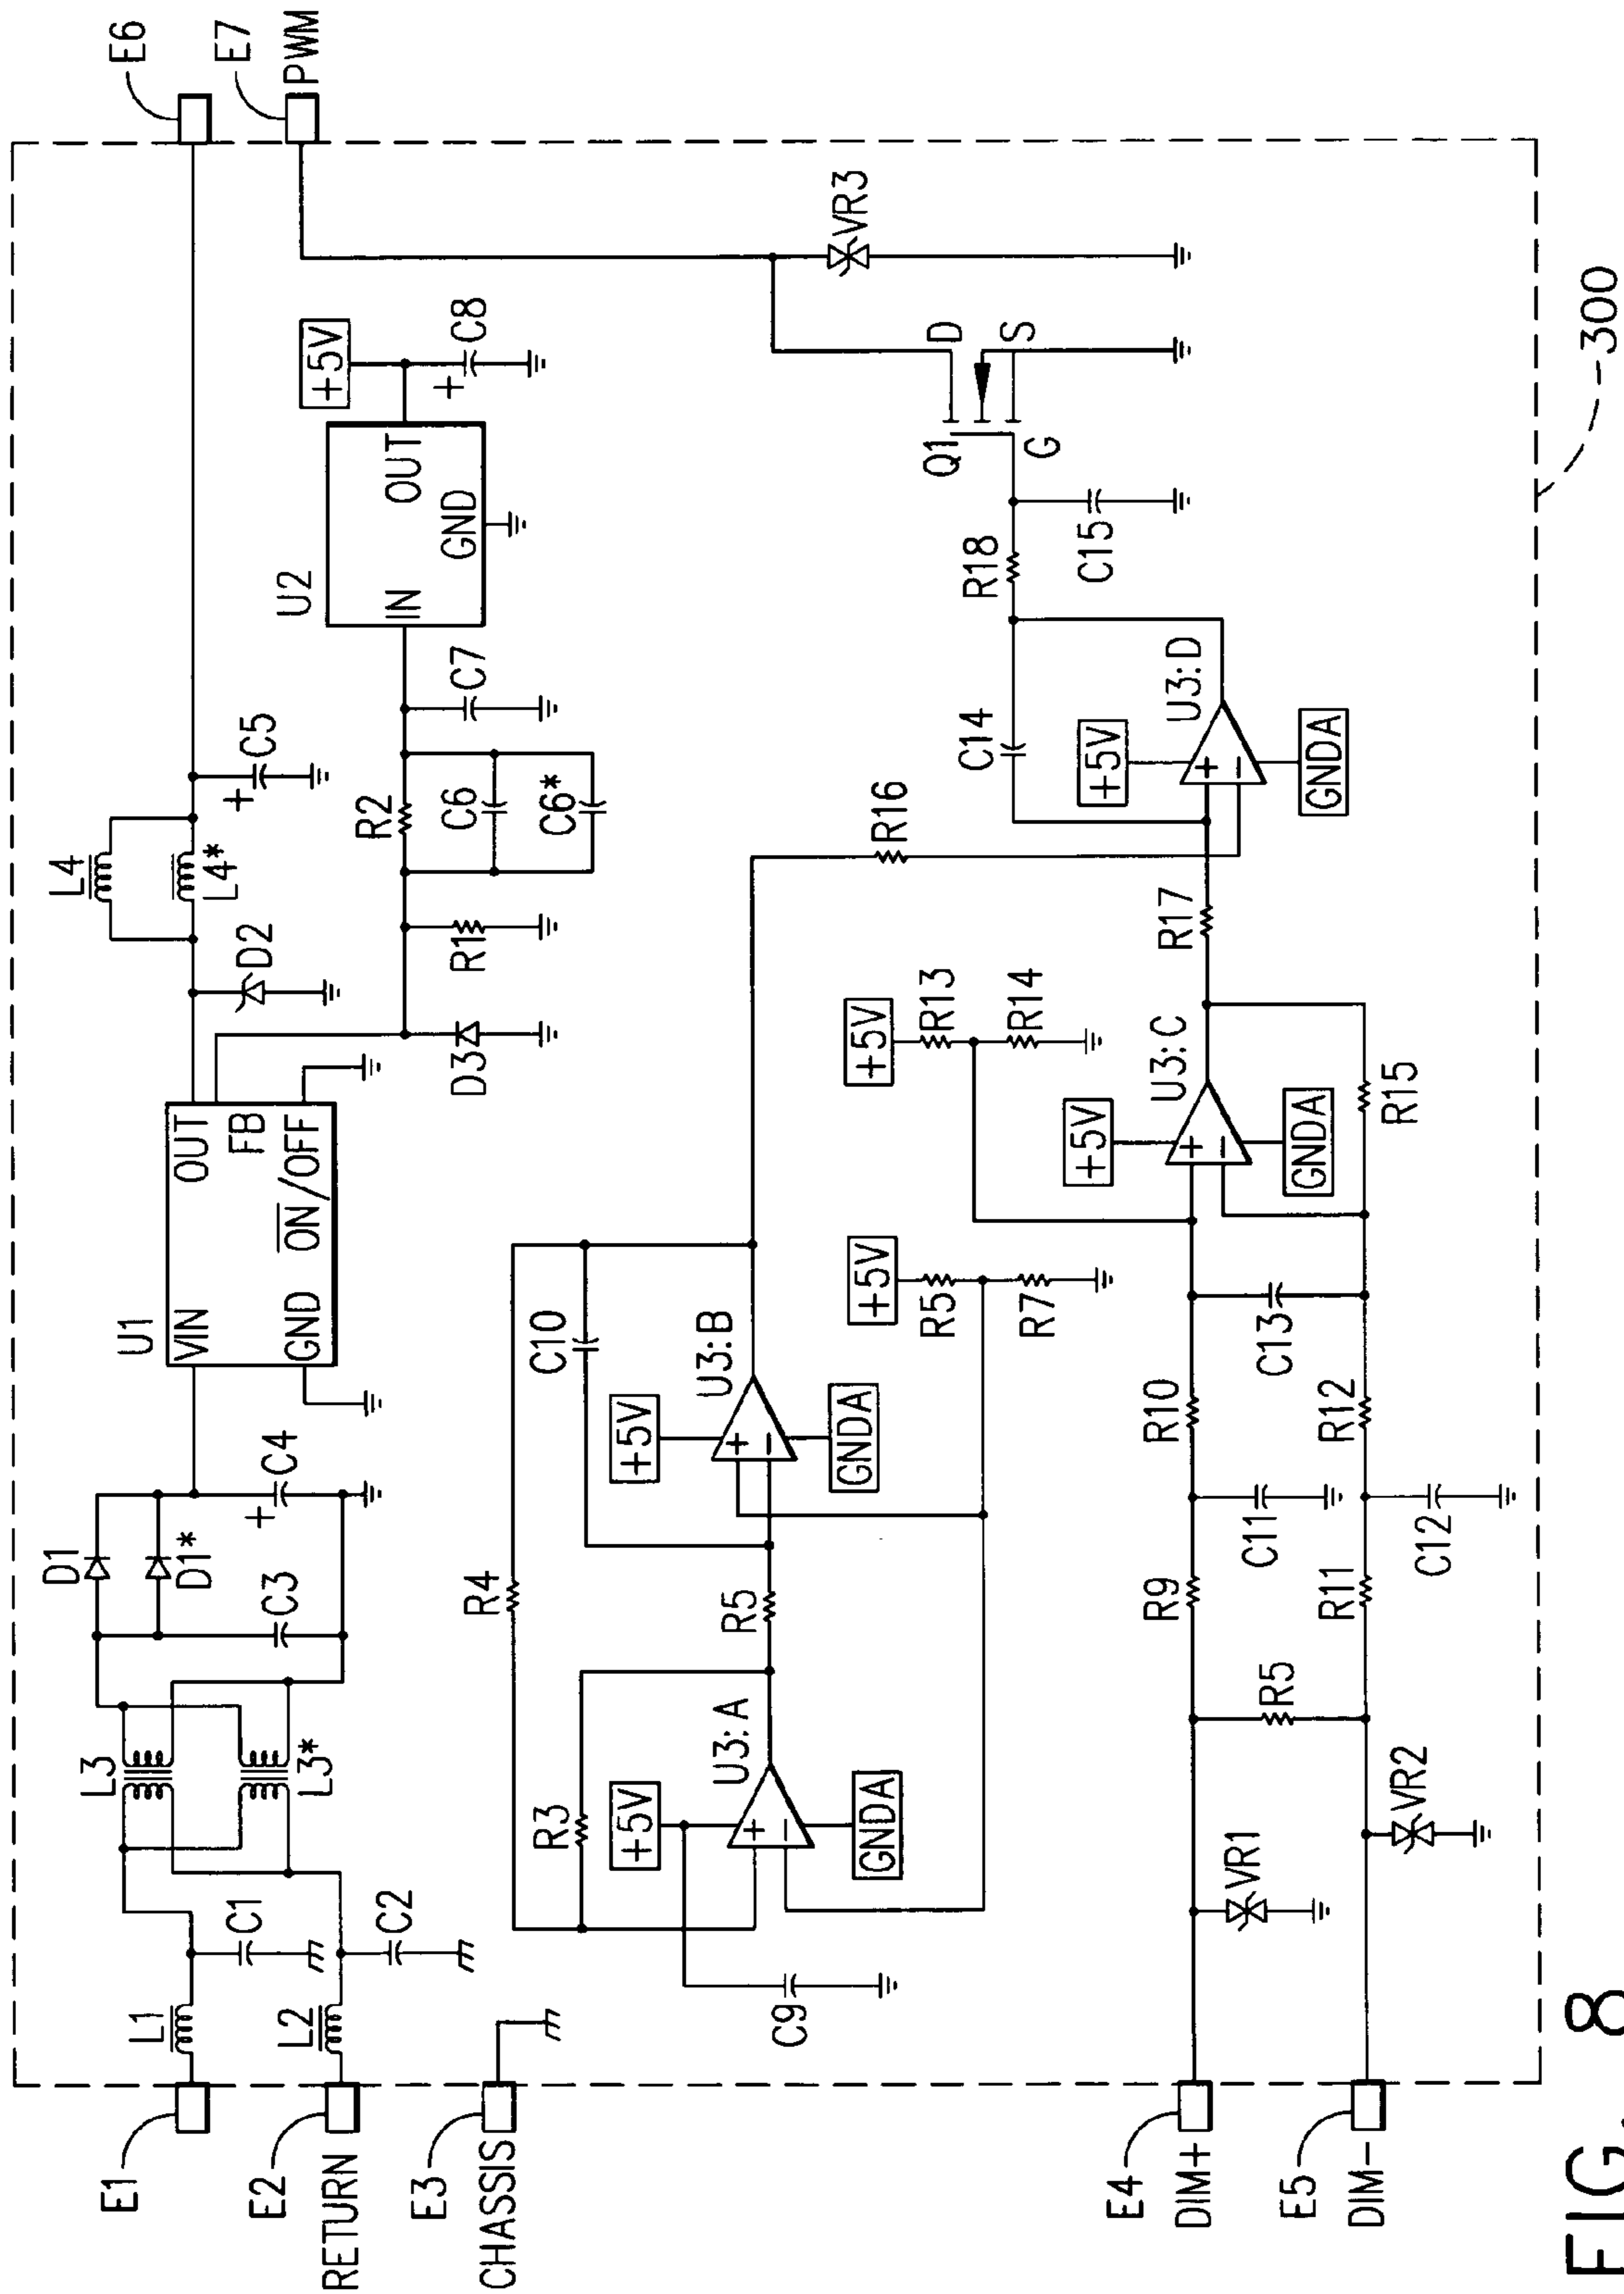 E1
E2
RETURN
E3
CHASSIS
E4
DIM+
E5
DIM−
E6
E7
PWM
L1
L2
C1
C2
L3
L3*
D1
D1*
C3
C4
+
U1
VIN
GND
OUT
FB
ON/OFF
D2
D3
L4
L4*
+
C5
R1
R2
C6
C6*
C7
U2
IN
OUT
GND
+5V
+
C8
C9
R3
R4
+5V
U3:A
+
−
GNDA
R5
C10
+5V
U3:B
+
−
GNDA
+5V
R5
R7
R16
VR1
VR2
R5
R9
R11
C11
C12
R10
R12
C13
+5V
R13
R14
+5V
U3:C
+
−
GNDA
R15
R17
C14
+5V
U3:D
+
−
GNDA
R18
C15
Q1
G
D
S
VR3
300
FIG. 8